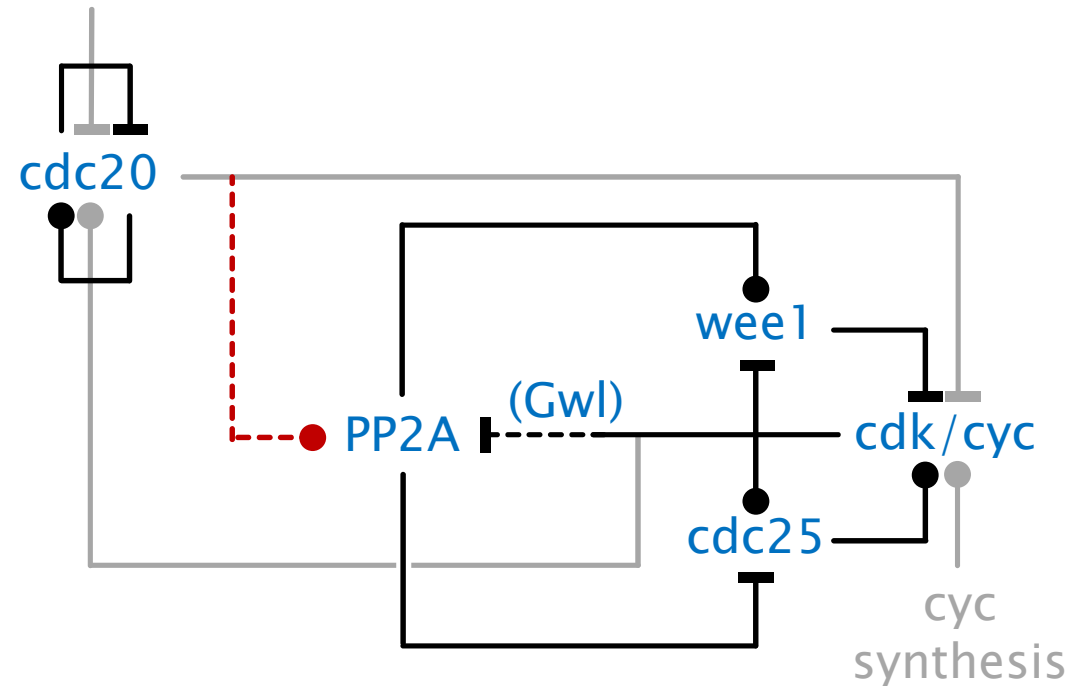 cdc20
wee1
(Gwl)
PP2A
cdk/cyc
cdc25
cyc
synthesis